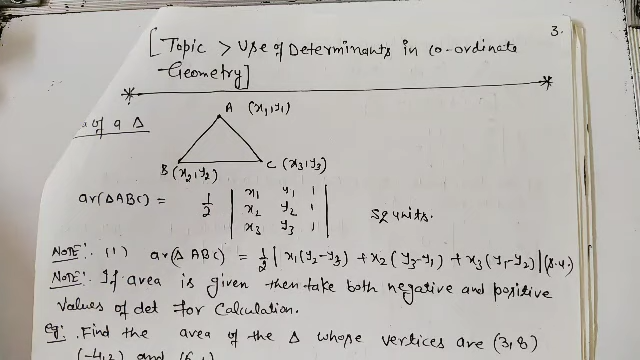 3.
[Topic > Use of Determinants in co-ordinate
Geometry]
of a Δ
A (x₁, y₁)
B (x₂, y₂) C (x₃, y₃)
ar(ΔABC) = 1/2 | x₁ y₁ 1 |
| x₂ y₂ 1 | sq units.
| x₃ y₃ 1 |
NOTE:. (1) ar(Δ ABC) = 1/2 | x₁(y₂-y₃) + x₂(y₃-y₁) + x₃(y₁-y₂)| (s.u.)
NOTE:. If area is given then take both negative and positive
values of det for calculation.
eg:. Find the area of the Δ whose vertices are (3, 8)
(-4, 2) and